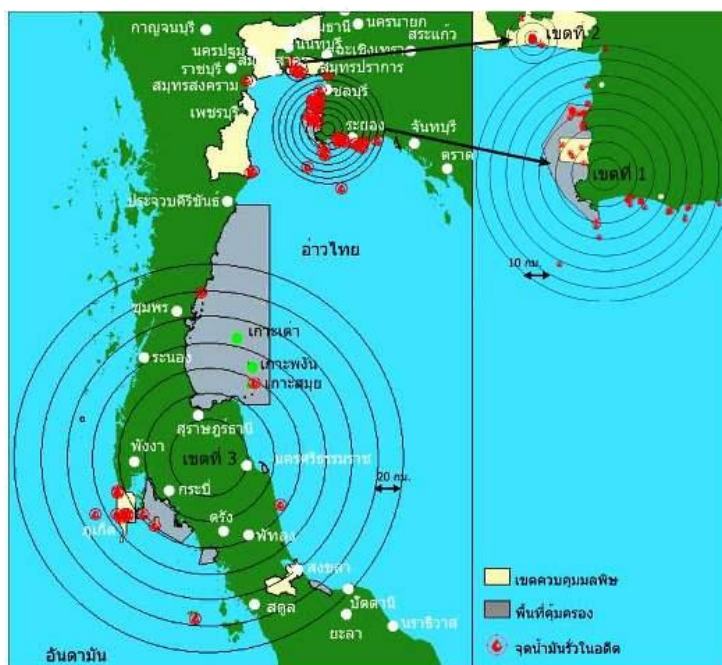 กาญจนบุรี
นครนายก
นครปฐม
นนทบุรี
สระแก้ว
ฉะเชิงเทรา
ราชบุรี
สมุทรปราการ
สมุทรสงคราม
ชลบุรี
เพชรบุรี
ระยอง
จันทบุรี
ตราด
ประจวบคีรีขันธ์
อ่าวไทย
ชุมพร
เกาะเต่า
ระนอง
เกาะพงัน
เกาะสมุย
สุราษฎร์ธานี
พังงา
เขตที่ 3
นครศรีธรรมราช
กระบี่
20 กม.
ภูเก็ต
ตรัง
พัทลุง
สงขลา
สตูล
ปัตตานี
ยะลา
นราธิวาส
อันดามัน
เขตที่ 2
เขตที่ 1
10 กม.
เขตควบคุมมลพิษ
พื้นที่คุ้มครอง
จุดน้ำมันรั่วในอดีต